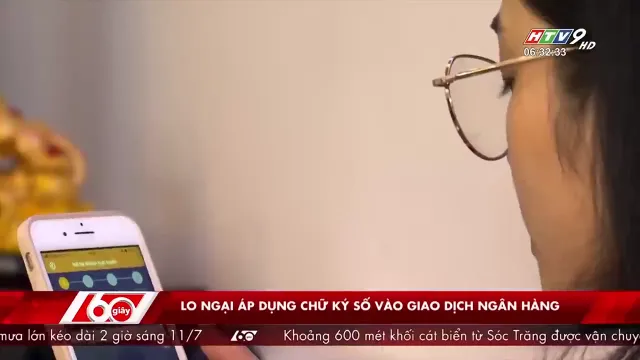 HTV9 HD
06:32:33
LO NGẠI ÁP DỤNG CHỮ KÝ SỐ VÀO GIAO DỊCH NGÂN HÀNG
60 giây
mưa lớn kéo dài 2 giờ sáng 11/7 60 Khoảng 600 mét khối cát biển từ Sóc Trăng được vận chuy